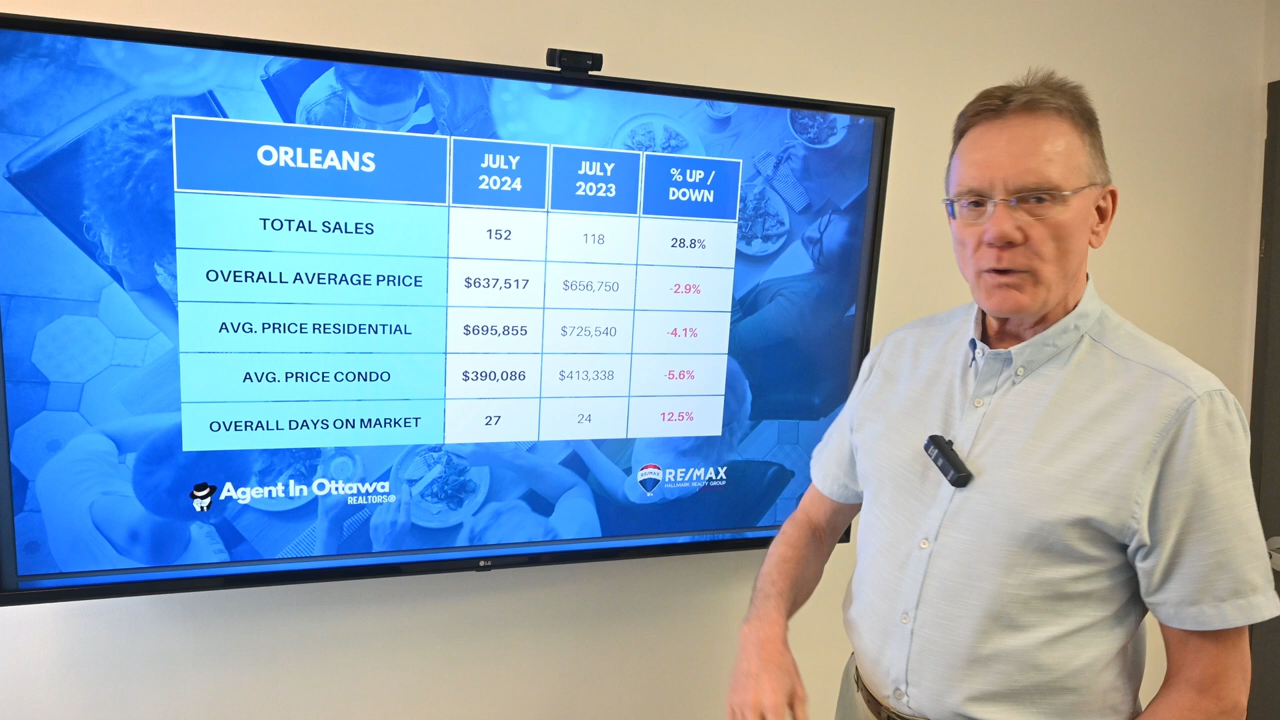 ORLEANS
JULY 2024
JULY 2023
% UP / DOWN
TOTAL SALES 152 118 28.8%
OVERALL AVERAGE PRICE $637,517 $656,750 -2.9%
AVG. PRICE RESIDENTIAL $695,855 $725,540 -4.1%
AVG. PRICE CONDO $390,086 $413,338 -5.6%
OVERALL DAYS ON MARKET 27 24 12.5%
Agent In Ottawa
REALTORS®
RE/MAX
HALLMARK REALTY GROUP
LG